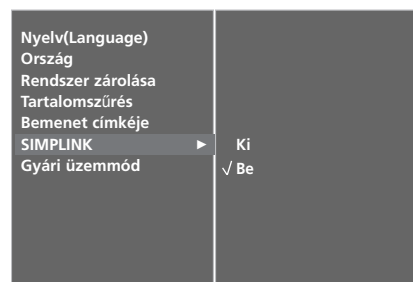 Nyelv(Language)
Ország
Rendszer zárolása
Tartalomszűrés
Bemenet címkéje
SIMPLINK ►
Ki
Gyári üzemmód
√ Be